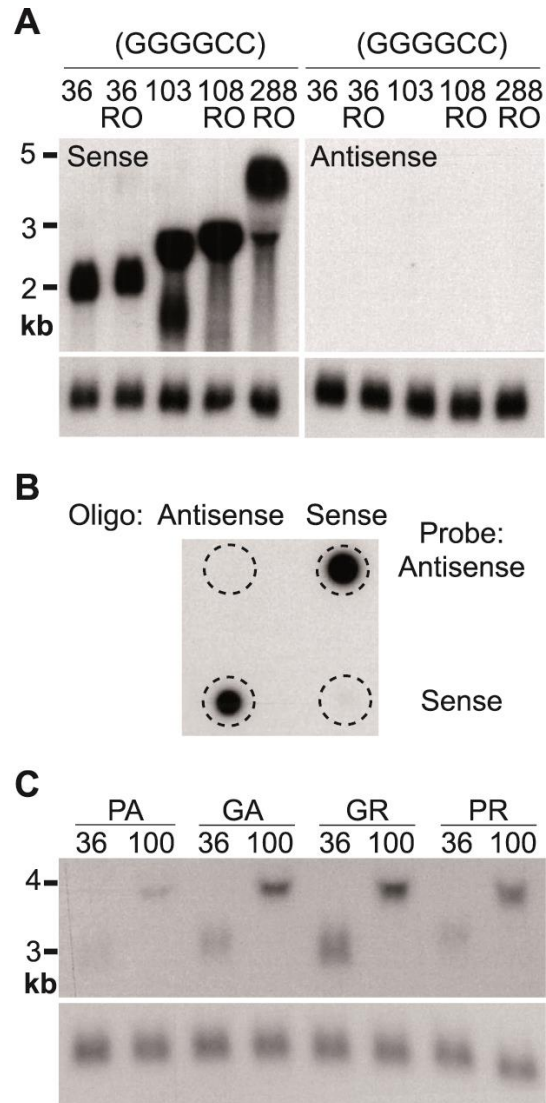 A
(GGGGCC) (GGGGCC)
36 36 103 108 288 36 36 103 108 288
RO RO RO RO RO RO
5 Sense Antisense
3
2
kb
B
Oligo: Antisense Sense
Probe:
Antisense
Sense
C
PA GA GR PR
36 100 36 100 36 100 36 100
4
3
kb